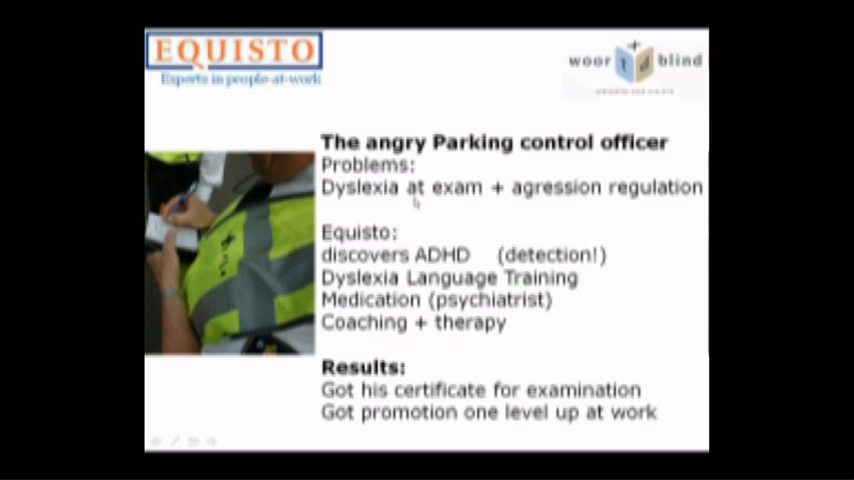 EQUISTO
Experts in people-at-work
woor td blind
The angry Parking control officer
Problems:
Dyslexia at exam + agression regulation
Equisto:
discovers ADHD (detection!)
Dyslexia Language Training
Medication (psychiatrist)
Coaching + therapy
Results:
Got his certificate for examination
Got promotion one level up at work